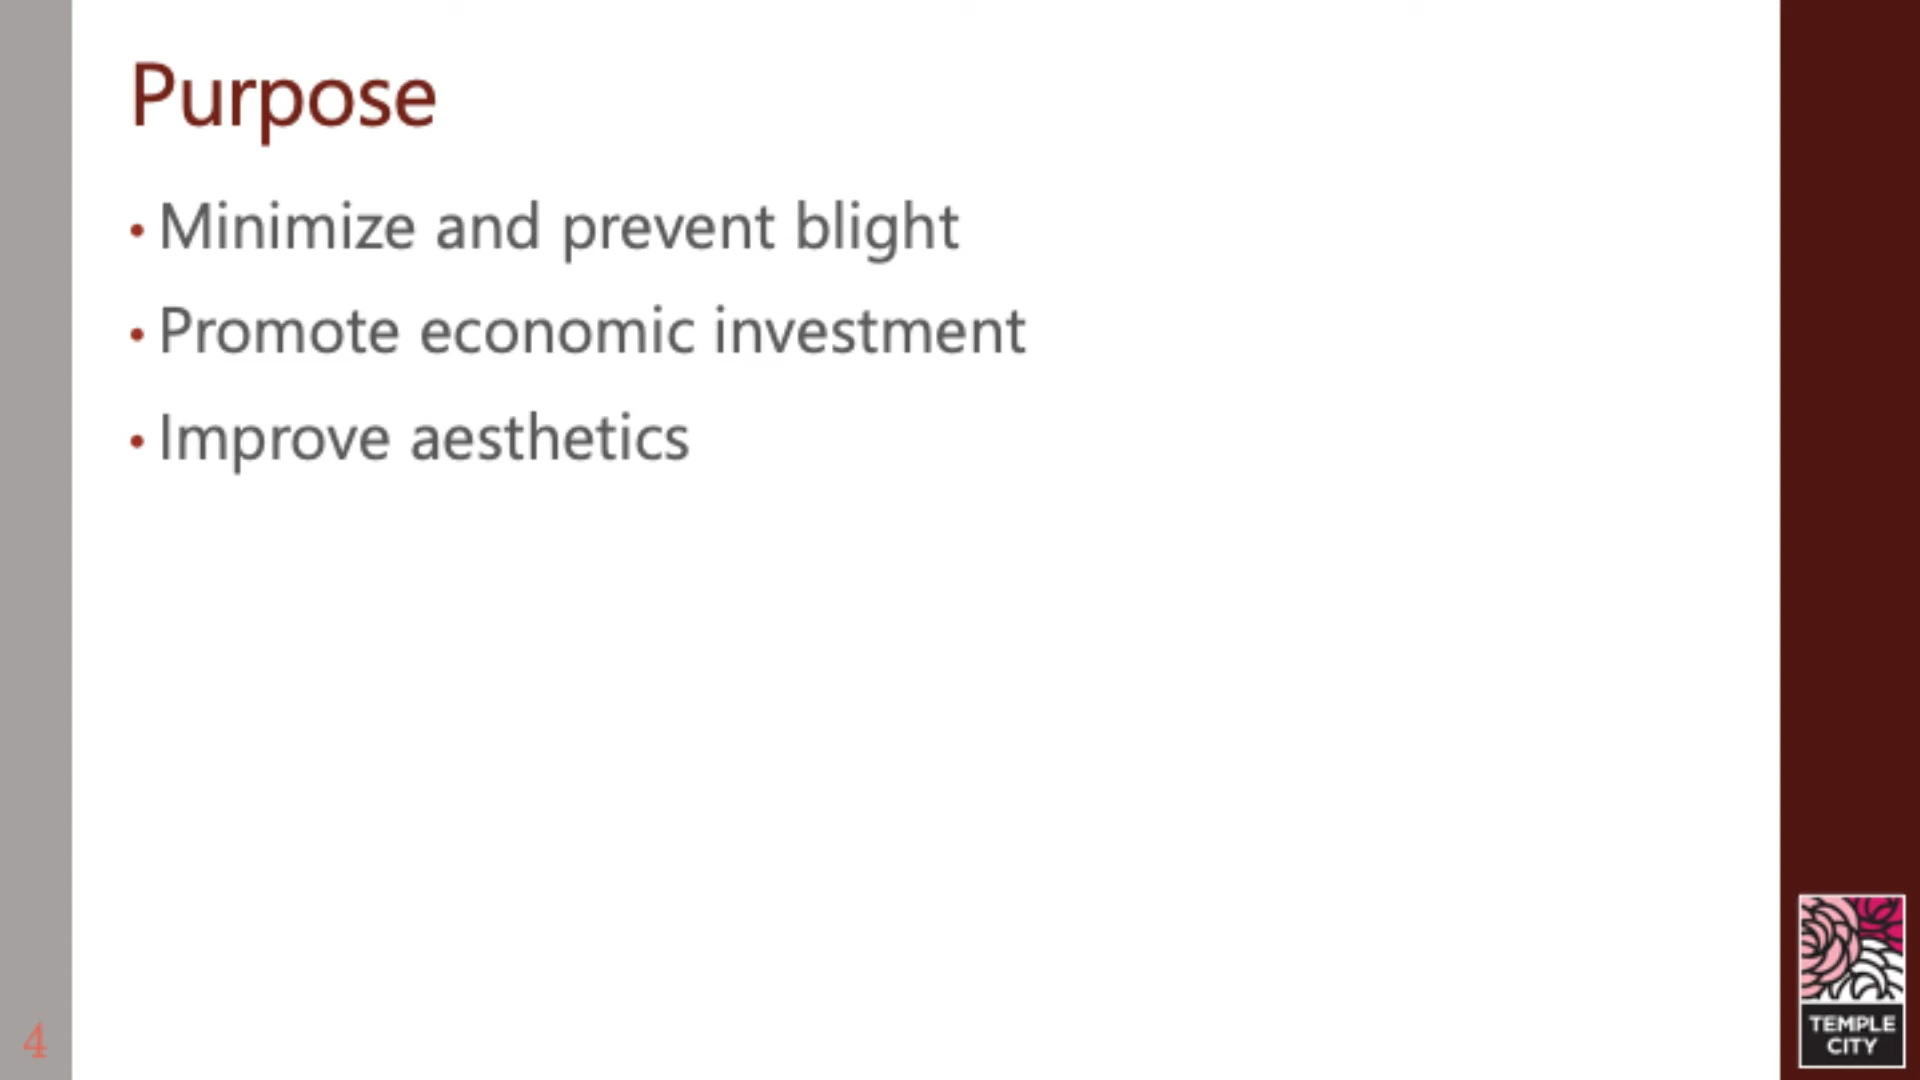 Purpose
• Minimize and prevent blight
• Promote economic investment
• Improve aesthetics
4
TEMPLE
CITY